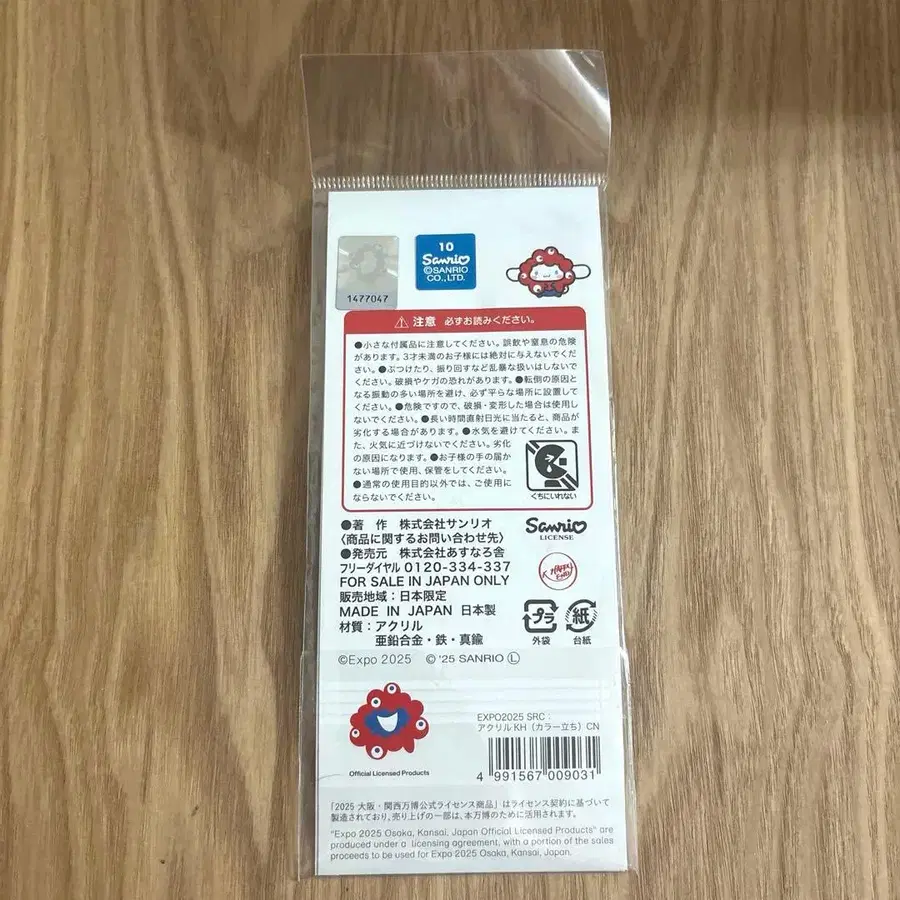 10
Sanrio
©SANRIO
CO.,LTD.
1477047
注意 必ずお読みください。
●小さな付属品に注意してください。誤飲や窒息の危険
があります。3才未満のお子様には絶対に与えないでくだ
さい。●ぶつけたり、振り回すなど乱暴な扱いはしないで
ください。破損やケガの恐れがあります。●転倒の原因と
なる振動の多い場所を避け、必ず平らな場所に設置して
ください。●危険ですので、破損・変形した場合は使用し
ないでください。●長い時間直射日光に当たると、商品が
劣化する場合があります。●水気を避けてください。ま
た、火気に近づけないでください。劣化
の原因になります。●お子様の手の届か
ない場所で使用、保管をしてください。
●通常の使用目的以外では、ご使用に
ならないでください。
くちにいれない
●著 作 株式会社サンリオ
〈商品に関するお問い合わせ先〉
●発売元 株式会社あすなろ舎
フリーダイヤル 0120-334-337
FOR SALE IN JAPAN ONLY
販売地域：日本限定
MADE IN JAPAN 日本製
材質：アクリル
亜鉛合金・鉄・真鍮
Sanrio
LICENSE
プラ
外袋
紙
台紙
©Expo 2025 © '25 SANRIO Ⓛ
Official Licensed Products
EXPO2025 SRC：
アクリルKH（カラー立ち）CN
4 991567 009031
「2025 大阪・関西万博公式ライセンス商品」はライセンス契約に基づいて
製造されており、売り上げの一部は、本万博のために活用されます。
"Expo 2025 Osaka, Kansai, Japan Official Licensed Products" are
produced under a licensing agreement, with a portion of the sales
proceeds to be used for Expo 2025 Osaka, Kansai, Japan.